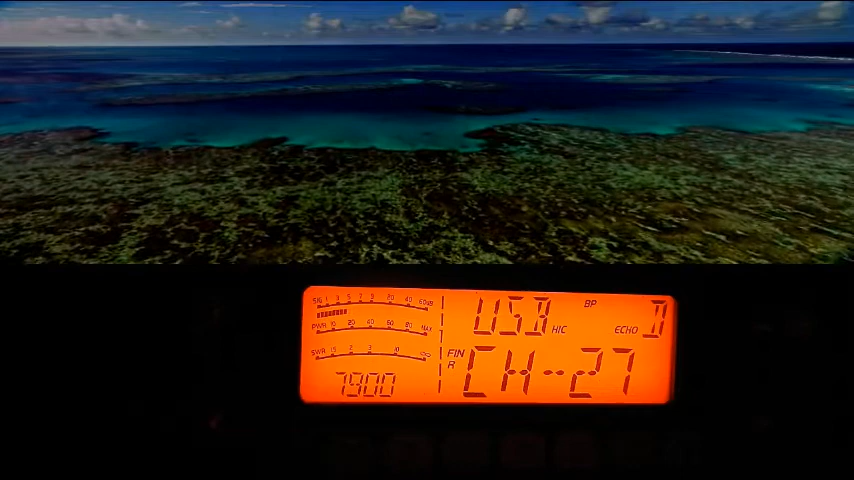 SIG 1 3 5 7 9 20 40 60dB
USB HIC BP ECHO D
PWR 10 20 40 60 80 MAX
SWR 1.5 2 3 10 ∞
FIN R
CH-27
7900